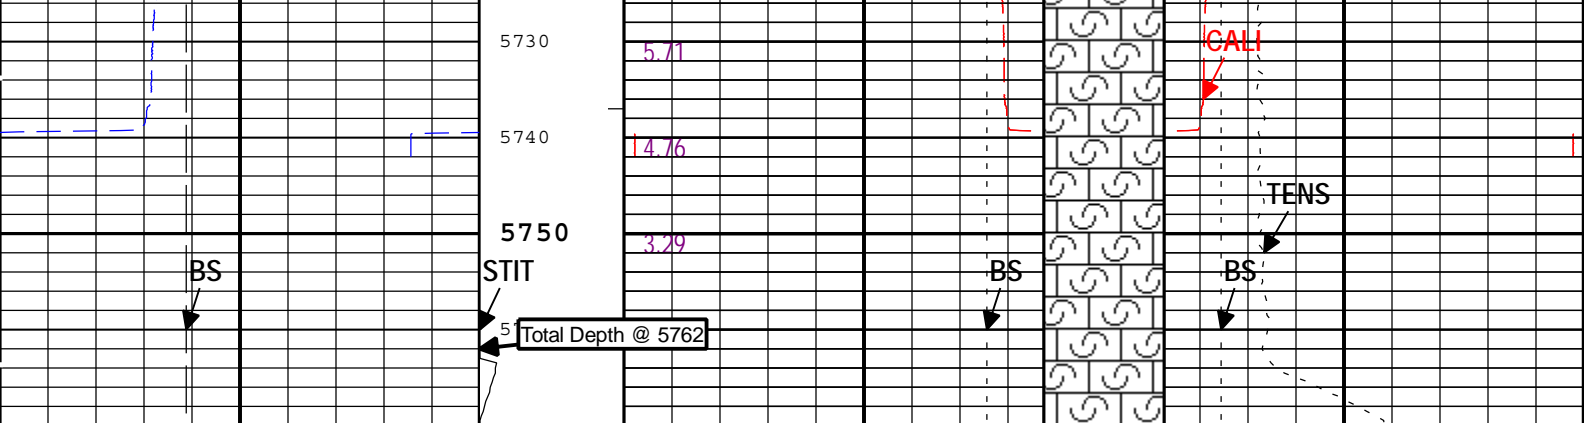 5730
5.71
CALI
5740
4.76
TENS
5750
3.29
BS
STIT
BS
BS
Total Depth @ 5762